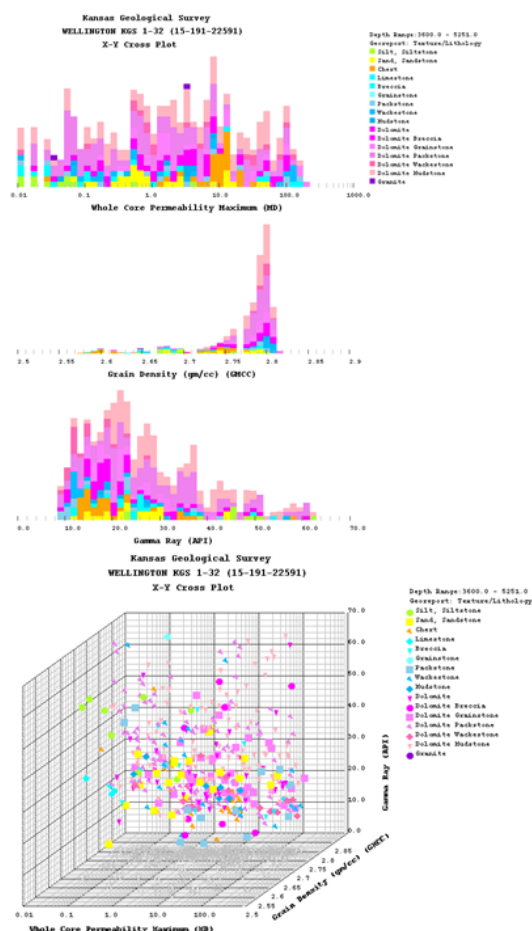 Kansas Geological Survey
WELLINGTON KGS 1-32 (15-191-22591)
X-Y Cross Plot
Depth Range:3600.0 - 5251.0
Georeport: Texture/Lithology
Silt, Siltstone
Sand, Sandstone
Chert
Limestone
Breccia
Grainstone
Packstone
Wackestone
Mudstone
Dolomite
Dolomite Breccia
Dolomite Grainstone
Dolomite Packstone
Dolomite Wackestone
Dolomite Mudstone
Granite
0.01 0.1 1.0 10.0 100.0 1000.0
Whole Core Permeability Maximum (MD)
2.5 2.55 2.6 2.65 2.7 2.75 2.8 2.85 2.9
Grain Density (gm/cc) (GMCC)
0.0 10.0 20.0 30.0 40.0 50.0 60.0 70.0
Gamma Ray (API)
Kansas Geological Survey
WELLINGTON KGS 1-32 (15-191-22591)
X-Y Cross Plot
Depth Range:3600.0 - 5251.0
Georeport: Texture/Lithology
Silt, Siltstone
Sand, Sandstone
Chert
Limestone
Breccia
Grainstone
Packstone
Wackestone
Mudstone
Dolomite
Dolomite Breccia
Dolomite Grainstone
Dolomite Packstone
Dolomite Wackestone
Dolomite Mudstone
Granite
70.0
60.0
50.0
40.0
30.0
20.0
10.0
0.0
Gamma Ray (API)
2.85
2.8
2.75
2.7
2.65
2.6
2.55
2.5
Grain Density (gm/cc) (GMCC)
0.01 0.1 1.0 10.0 100.0
Whole Core Permeability Maximum (MD)